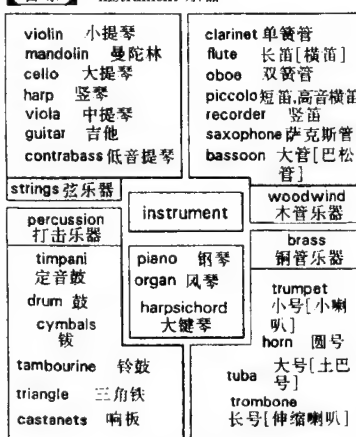 instrument 乐器
violin 小提琴
mandolin 曼陀林
cello 大提琴
harp 竖琴
viola 中提琴
guitar 吉他
contrabass 低音提琴
strings 弦乐器
clarinet 单簧管
flute 长笛[横笛]
oboe 双簧管
piccolo 短笛,高音横笛
recorder 竖笛
saxophone 萨克斯管
bassoon 大管[巴松
管]
woodwind
木管乐器
instrument
percussion
打击乐器
timpani
定音鼓
drum 鼓
cymbals
钹
tambourine 铃鼓
triangle 三角铁
castanets 响板
piano 钢琴
organ 风琴
harpsichord
大键琴
brass
铜管乐器
trumpet
小号[小喇
叭]
horn 圆号
tuba 大号[土巴
号]
trombone
长号[伸缩喇叭]